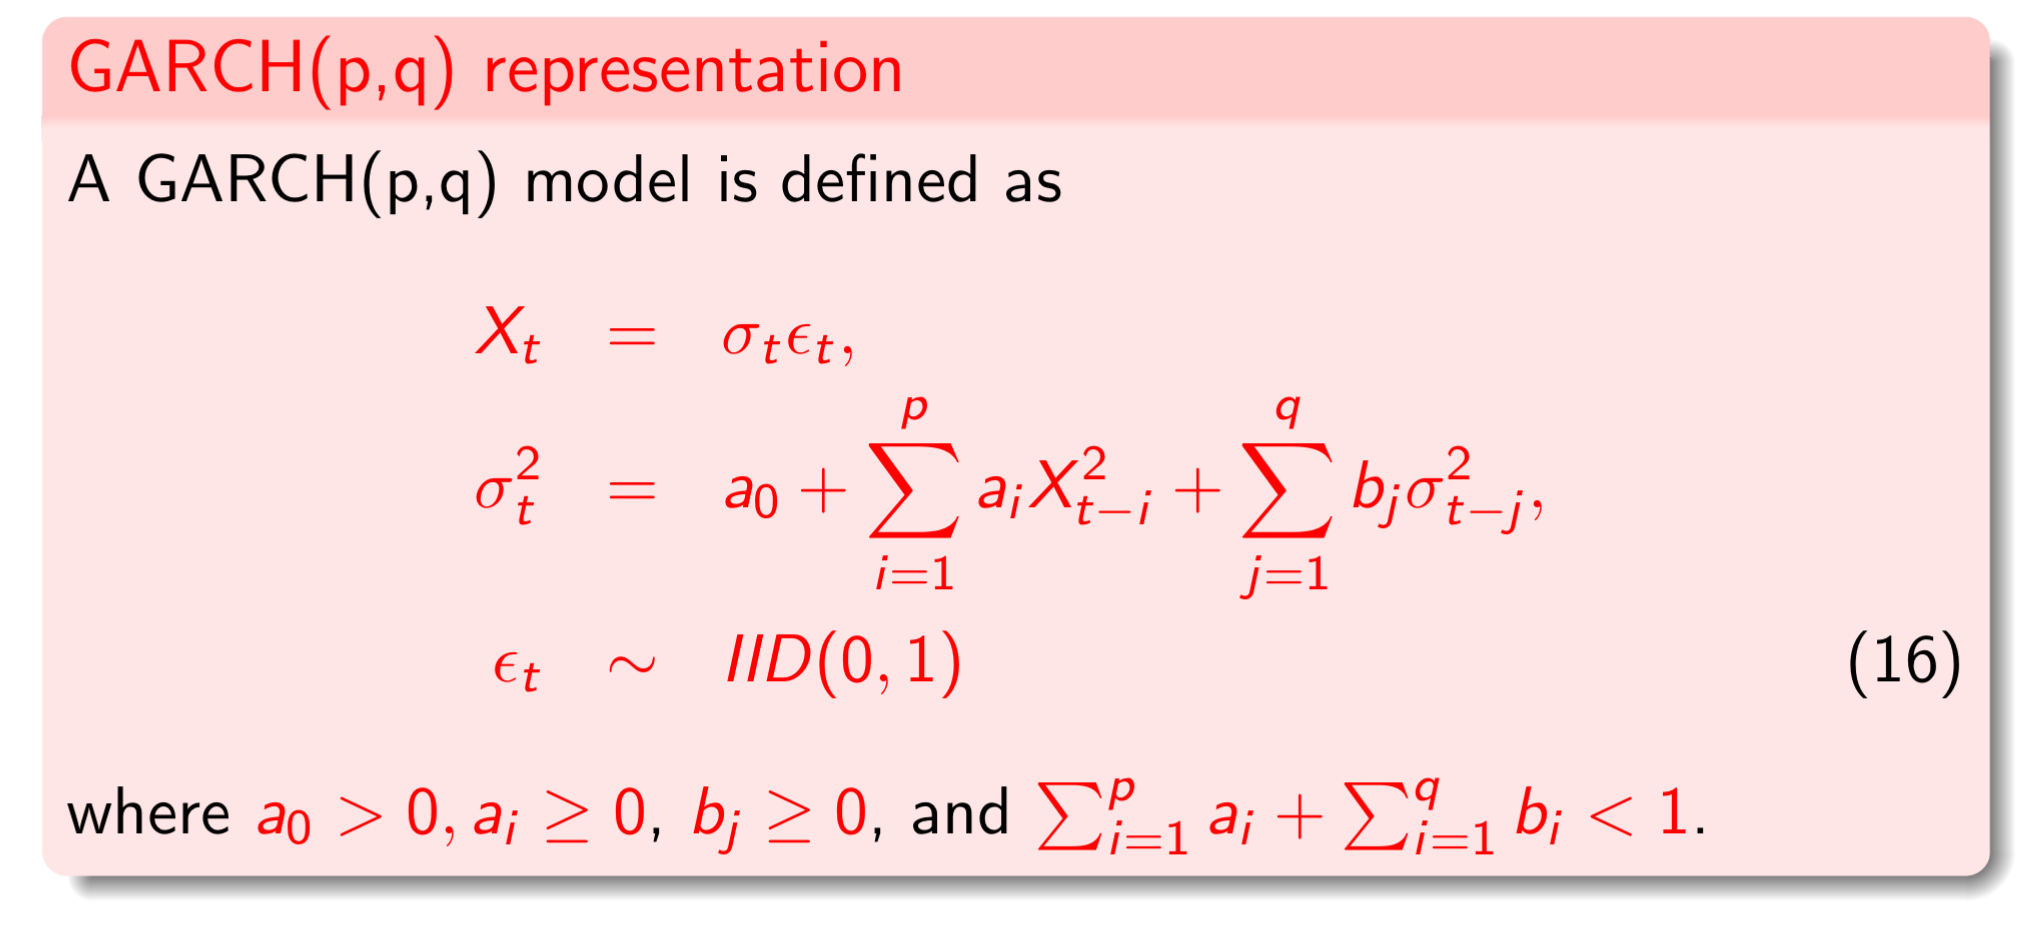 GARCH(p,q) representation
A GARCH(p,q) model is defined as
$X_t = \sigma_t \epsilon_t,$
$\sigma_t^2 = a_0 + \sum_{i=1}^{p} a_i X_{t-i}^2 + \sum_{j=1}^{q} b_j \sigma_{t-j}^2,$
$\epsilon_t \sim IID(0, 1)$ (16)
where $a_0 > 0, a_i \geq 0$, $b_j \geq 0$, and $\sum_{i=1}^{p} a_i + \sum_{i=1}^{q} b_i < 1$.